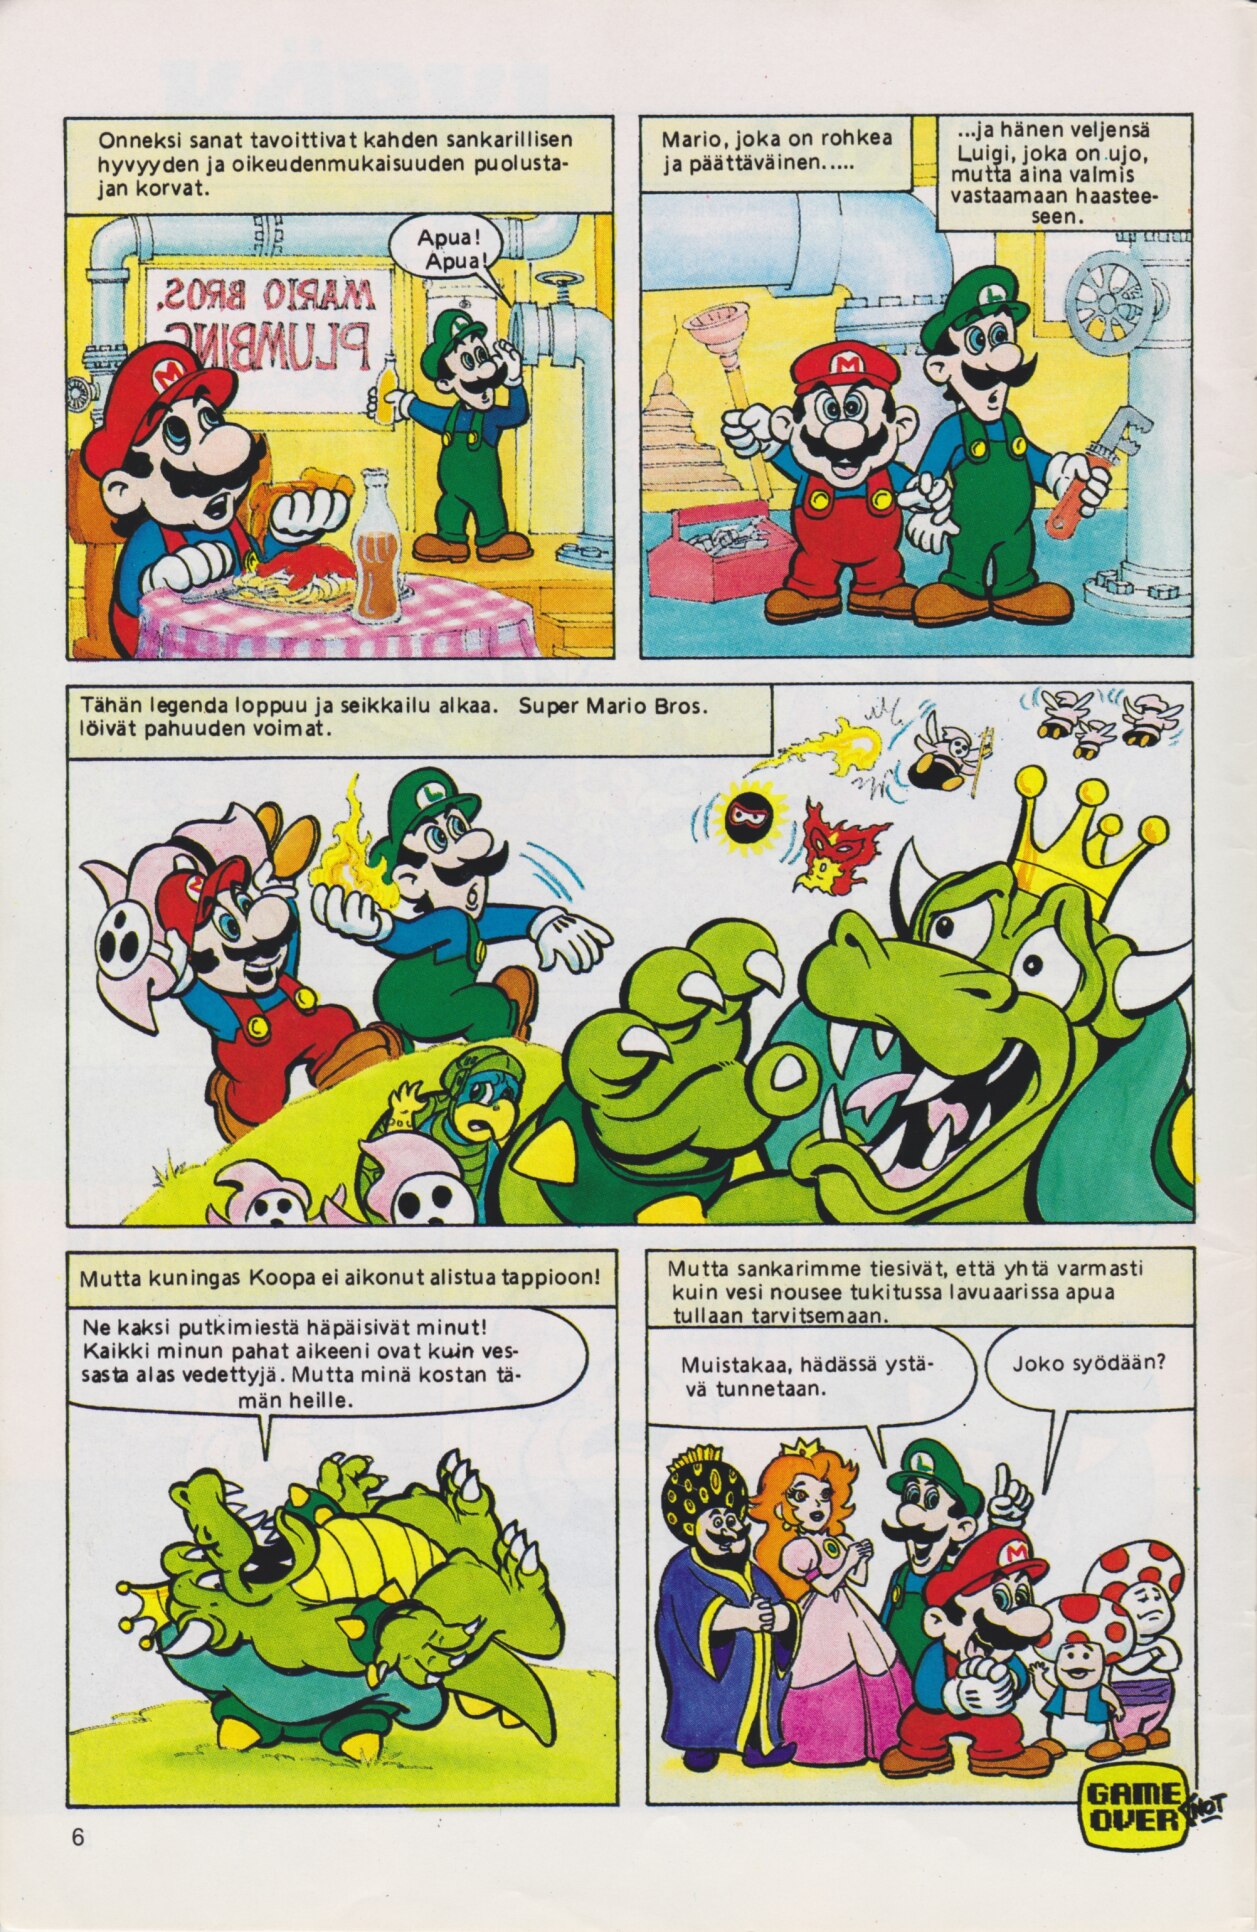 Onneksi sanat tavoittivat kahden sankarillisen
hyvyyden ja oikeudenmukaisuuden puolusta-
jan korvat.
Apua!
Apua!
MARIO BROS.
PLUMBING
M
L
Mario, joka on rohkea
ja päättäväinen.....
...ja hänen veljensä
Luigi, joka on ujo,
mutta aina valmis
vastaamaan haastee-
seen.
M
L
Tähän legenda loppuu ja seikkailu alkaa. Super Mario Bros.
löivät pahuuden voimat.
M
L
Mutta kuningas Koopa ei aikonut alistua tappioon!
Ne kaksi putkimiestä häpäisivät minut!
Kaikki minun pahat aikeeni ovat kuin ves-
sasta alas vedettyjä. Mutta minä kostan tä-
män heille.
Mutta sankarimme tiesivät, että yhtä varmasti
kuin vesi nousee tukitussa lavuaarissa apua
tullaan tarvitsemaan.
Muistakaa, hädässä ystä-
vä tunnetaan.
Joko syödään?
L
M
GAME
OVER
NOT
6